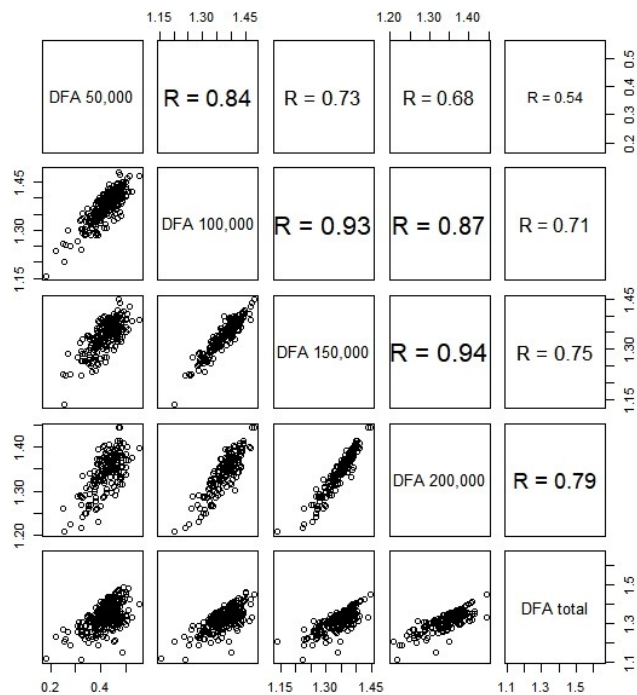 1.15 1.30 1.45 1.20 1.30 1.40
DFA 50,000 R = 0.84 R = 0.73 R = 0.68 R = 0.54
0.2 0.3 0.4 0.5
1.15 1.30 1.45
DFA 100,000 R = 0.93 R = 0.87 R = 0.71
DFA 150,000 R = 0.94 R = 0.75
1.15 1.30 1.45
1.20 1.30 1.40
DFA 200,000 R = 0.79
DFA total
1.1 1.3 1.5
0.2 0.4 1.15 1.30 1.45 1.1 1.3 1.5